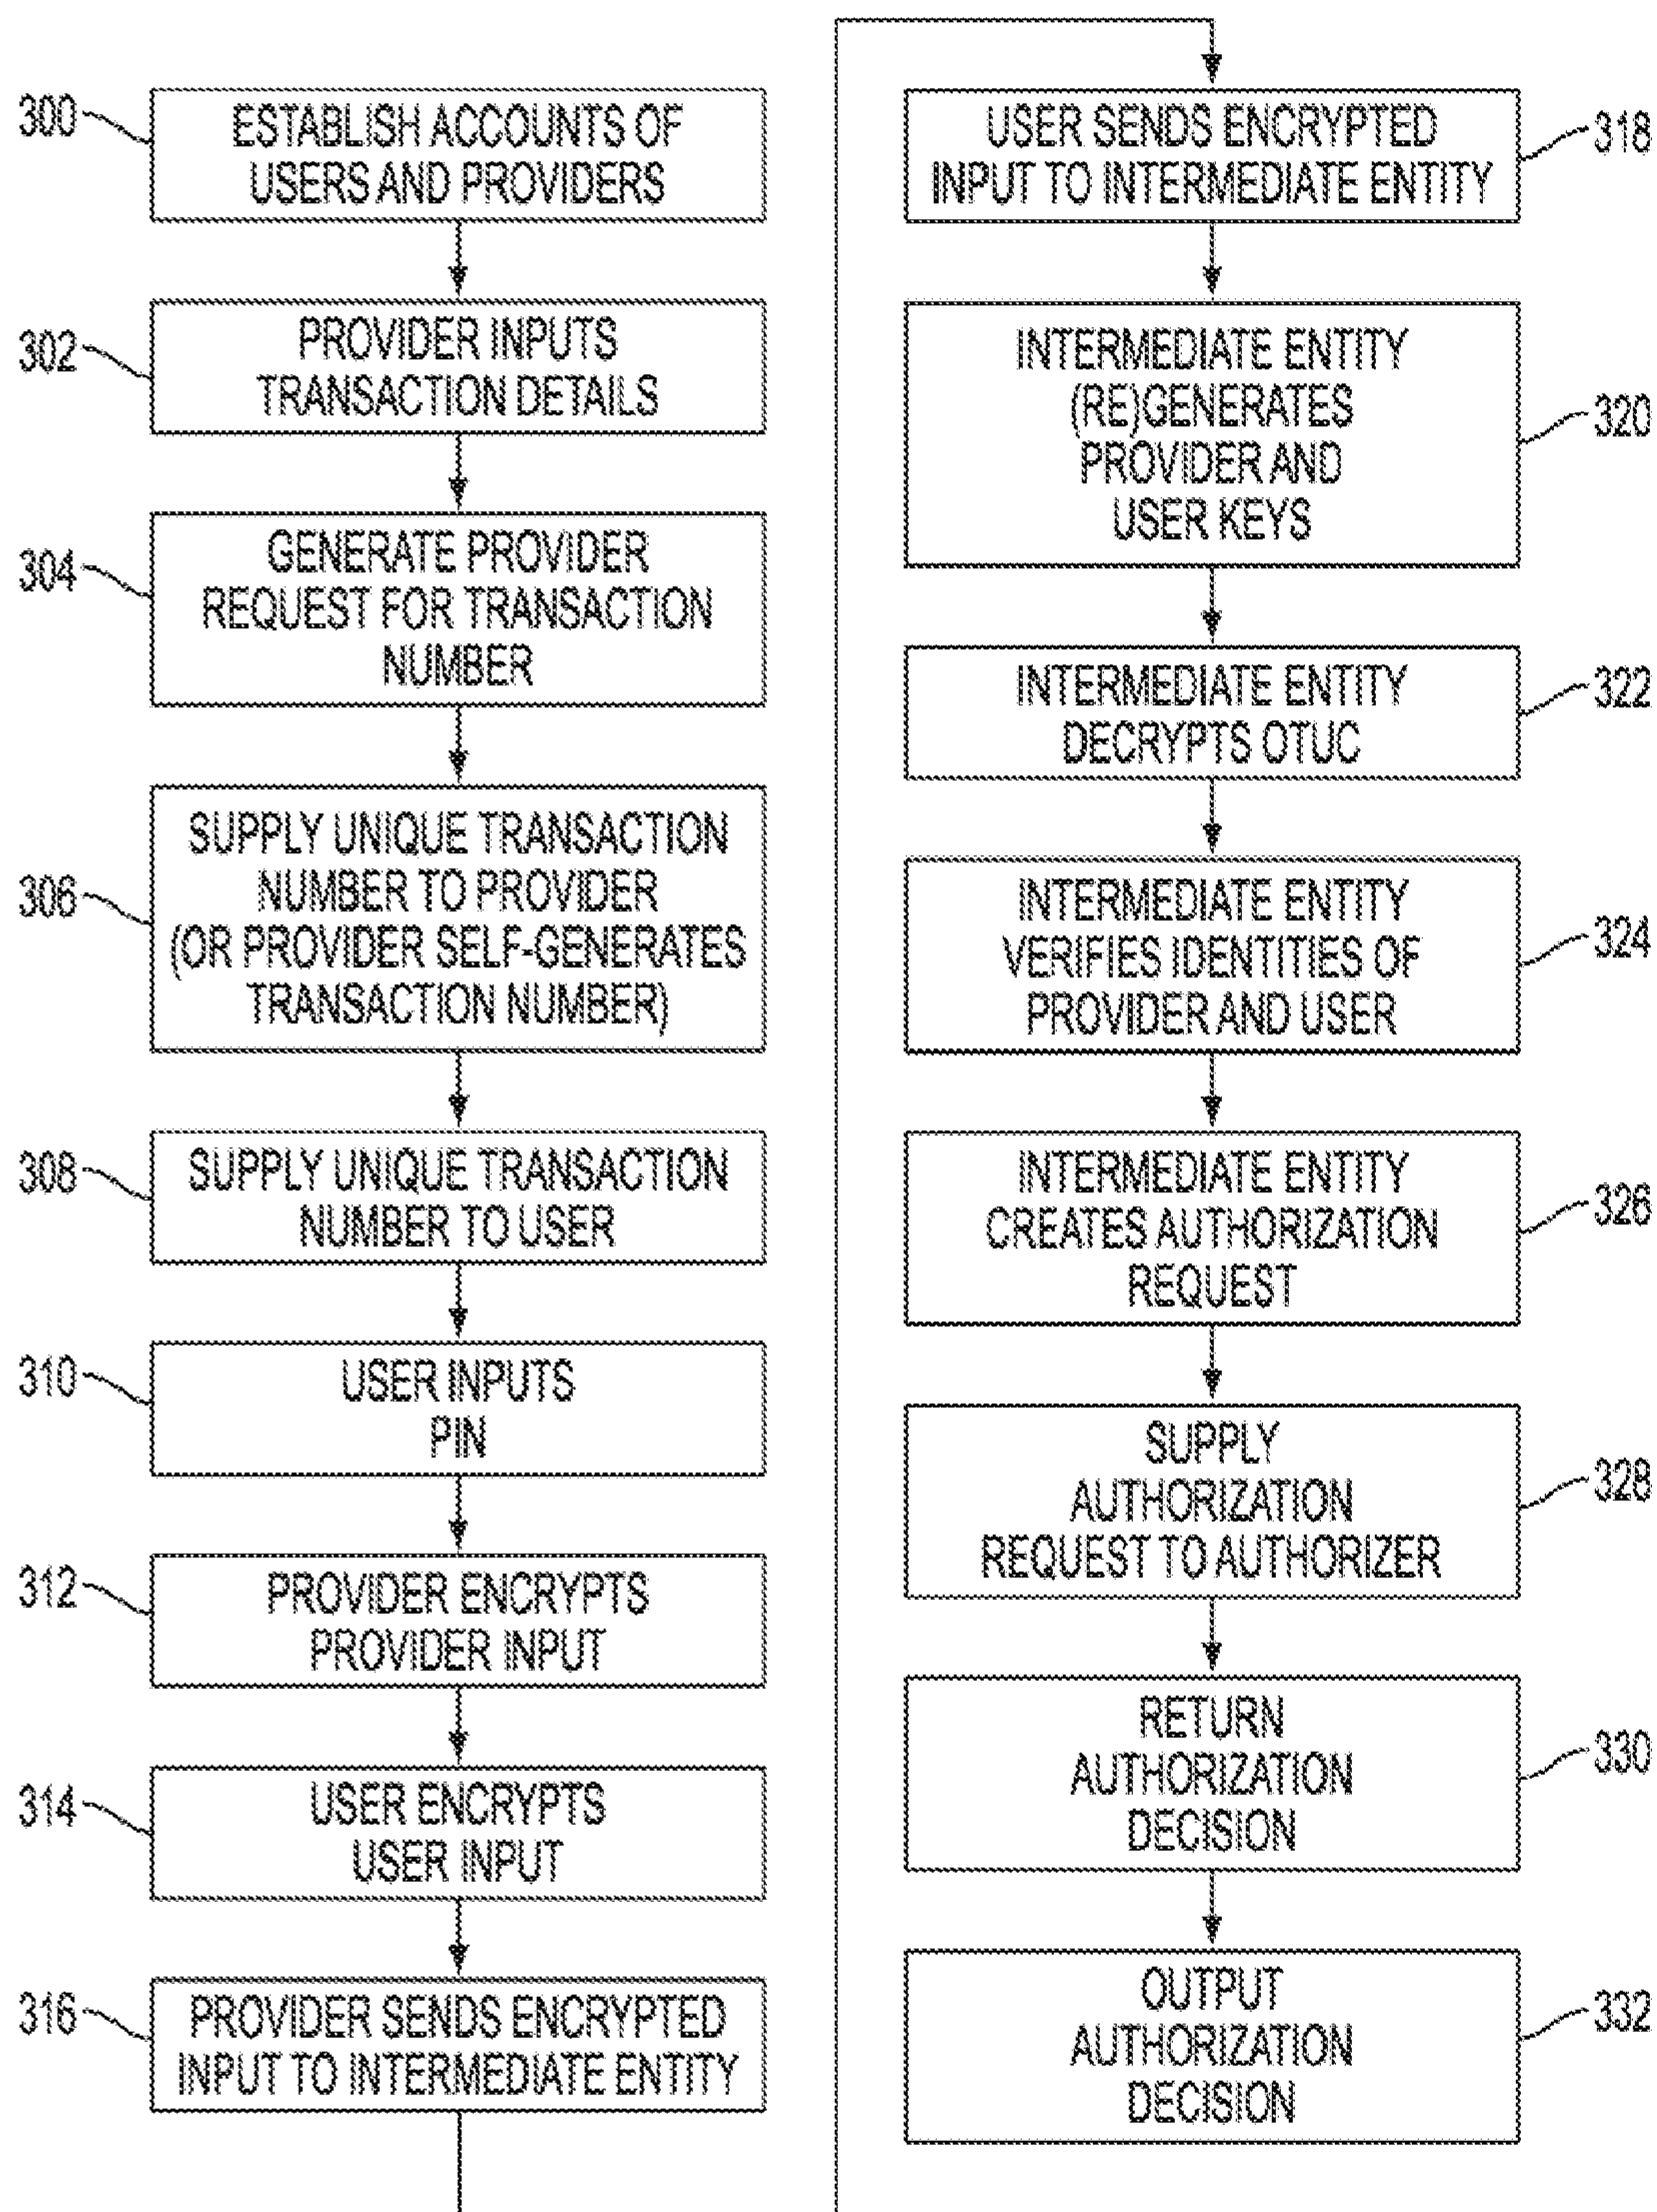 300
ESTABLISH ACCOUNTS OF
USERS AND PROVIDERS
302
PROVIDER INPUTS
TRANSACTION DETAILS
304
GENERATE PROVIDER
REQUEST FOR TRANSACTION
NUMBER
306
SUPPLY UNIQUE TRANSACTION
NUMBER TO PROVIDER
(OR PROVIDER SELF-GENERATES
TRANSACTION NUMBER)
308
SUPPLY UNIQUE TRANSACTION
NUMBER TO USER
310
USER INPUTS
PIN
312
PROVIDER ENCRYPTS
PROVIDER INPUT
314
USER ENCRYPTS
USER INPUT
316
PROVIDER SENDS ENCRYPTED
INPUT TO INTERMEDIATE ENTITY
USER SENDS ENCRYPTED
INPUT TO INTERMEDIATE ENTITY
318
INTERMEDIATE ENTITY
(RE)GENERATES
PROVIDER AND
USER KEYS
320
INTERMEDIATE ENTITY
DECRYPTS OTUC
322
INTERMEDIATE ENTITY
VERIFIES IDENTITIES OF
PROVIDER AND USER
324
INTERMEDIATE ENTITY
CREATES AUTHORIZATION
REQUEST
326
SUPPLY
AUTHORIZATION
REQUEST TO AUTHORIZER
328
RETURN
AUTHORIZATION
DECISION
330
OUTPUT
AUTHORIZATION
DECISION
332